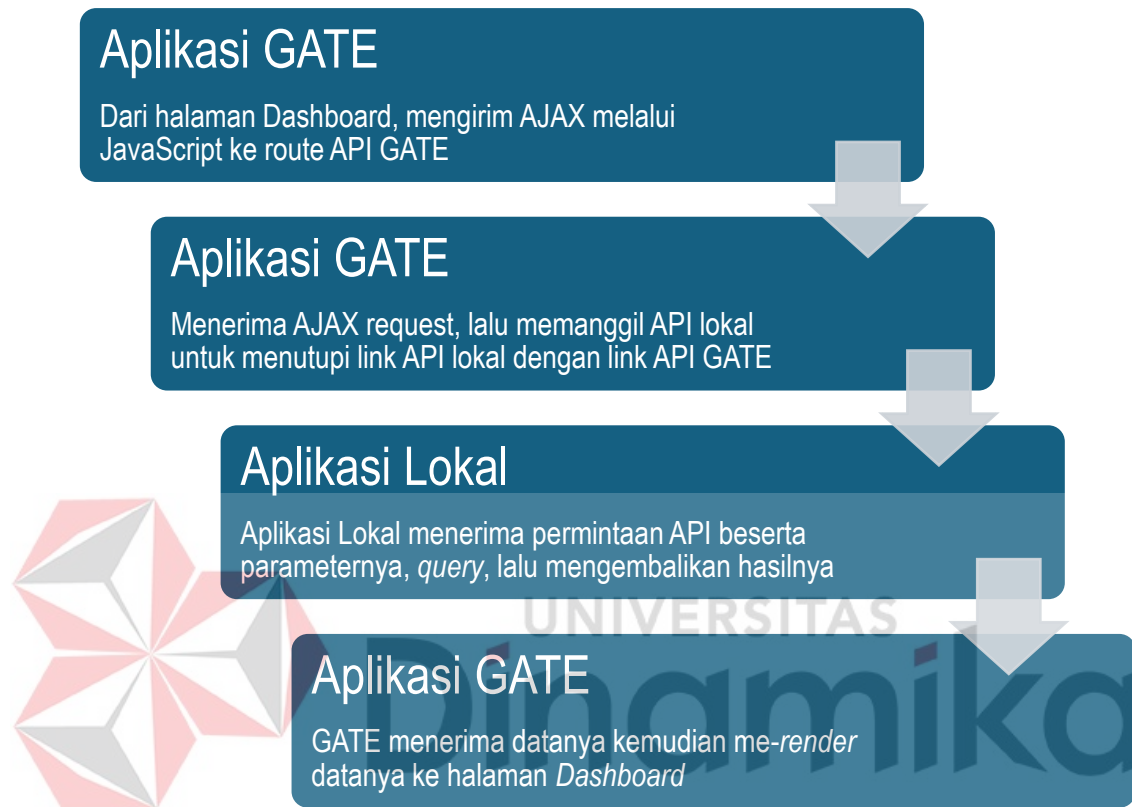 Aplikasi GATE
Dari halaman Dashboard, mengirim AJAX melalui
JavaScript ke route API GATE
Aplikasi GATE
Menerima AJAX request, lalu memanggil API lokal
untuk menutupi link API lokal dengan link API GATE
Aplikasi Lokal
Aplikasi Lokal menerima permintaan API beserta
parameternya, query, lalu mengembalikan hasilnya
UNIVERSITAS
Dinamika
Aplikasi GATE
GATE menerima datanya kemudian me-render
datanya ke halaman Dashboard